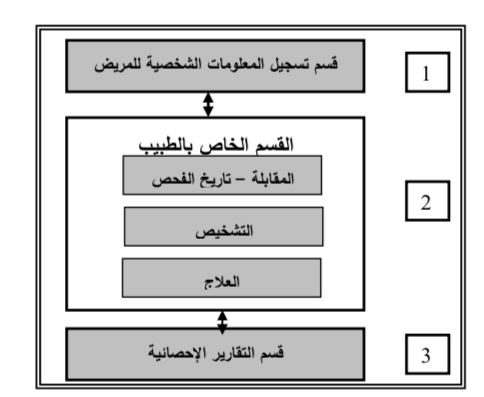 قسم تسجيل المعلومات الشخصية للمريض
1
القسم الخاص بالطبيب
المقابلة – تاريخ الفحص
2
التشخيص
العلاج
قسم التقارير الإحصائية
3